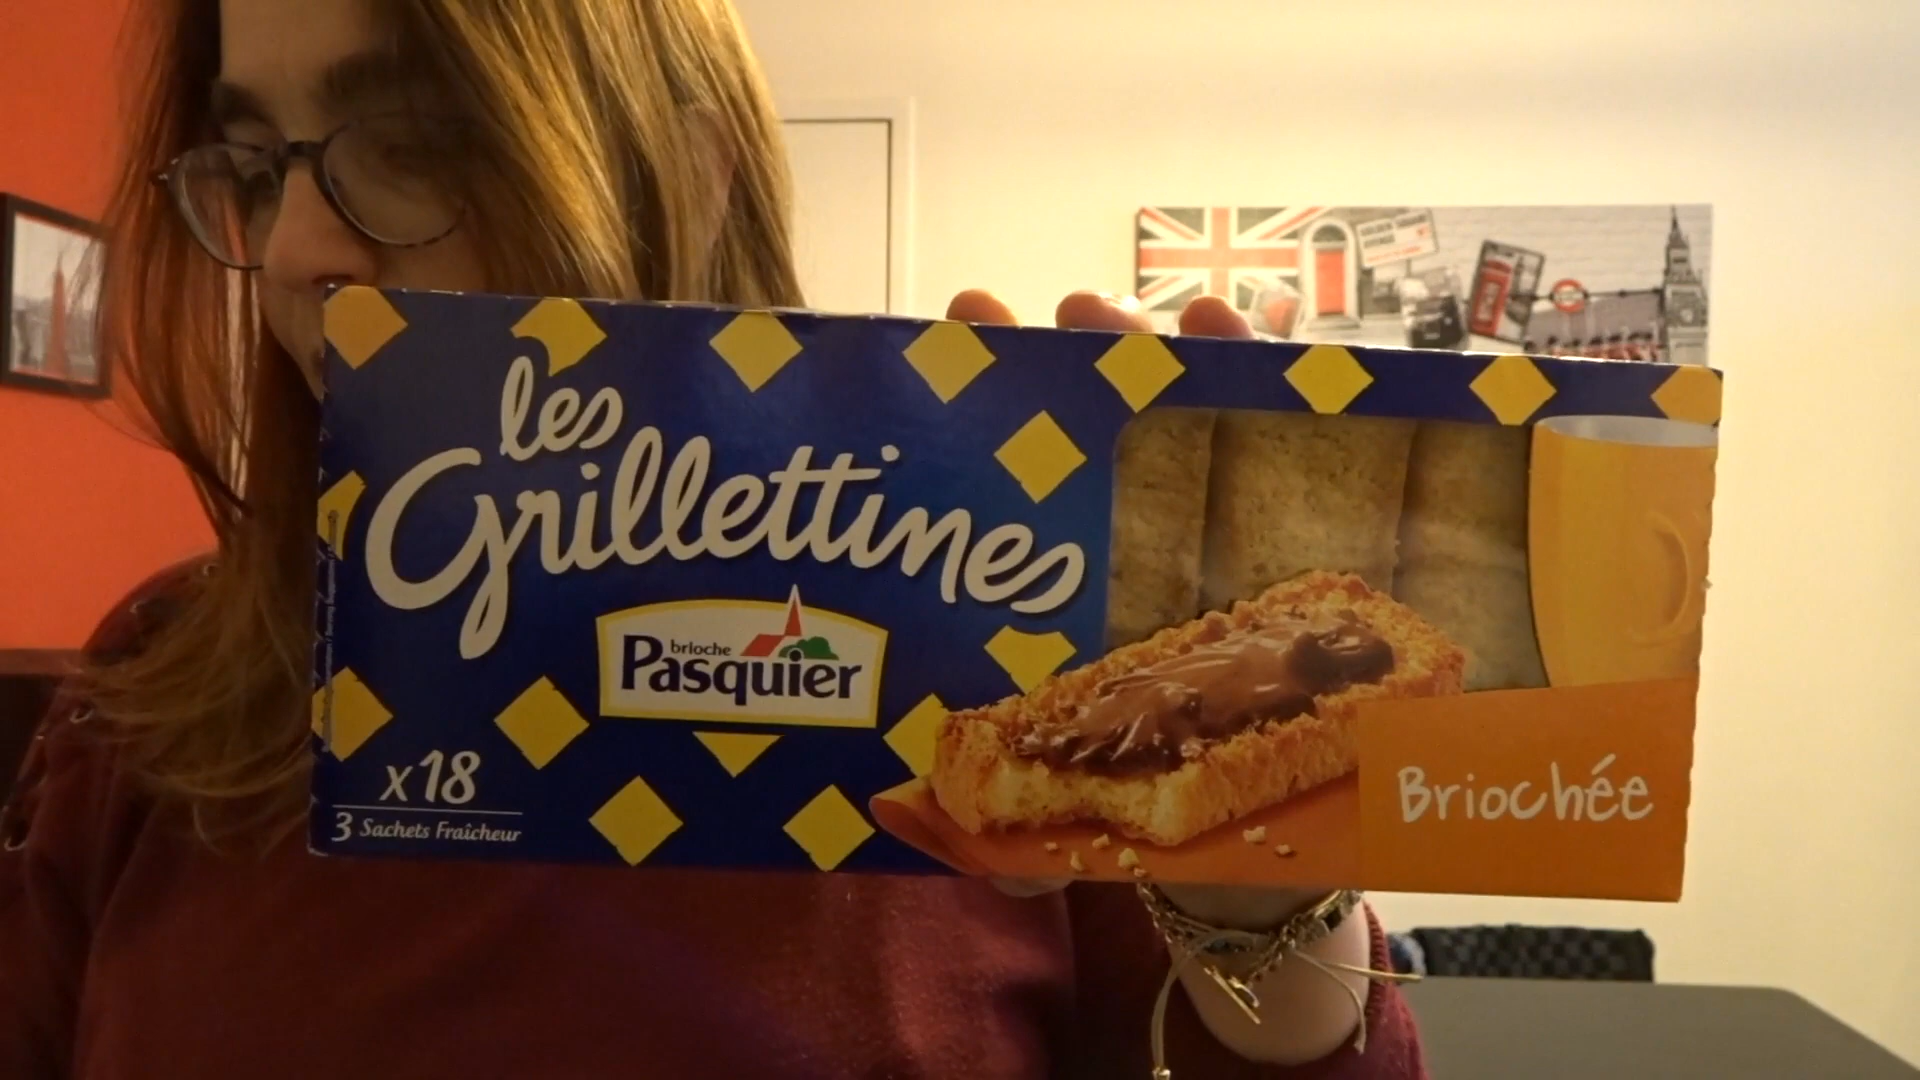 les
Grillettines
brioche
Pasquier
x18
3 Sachets Fraîcheur
Briochée